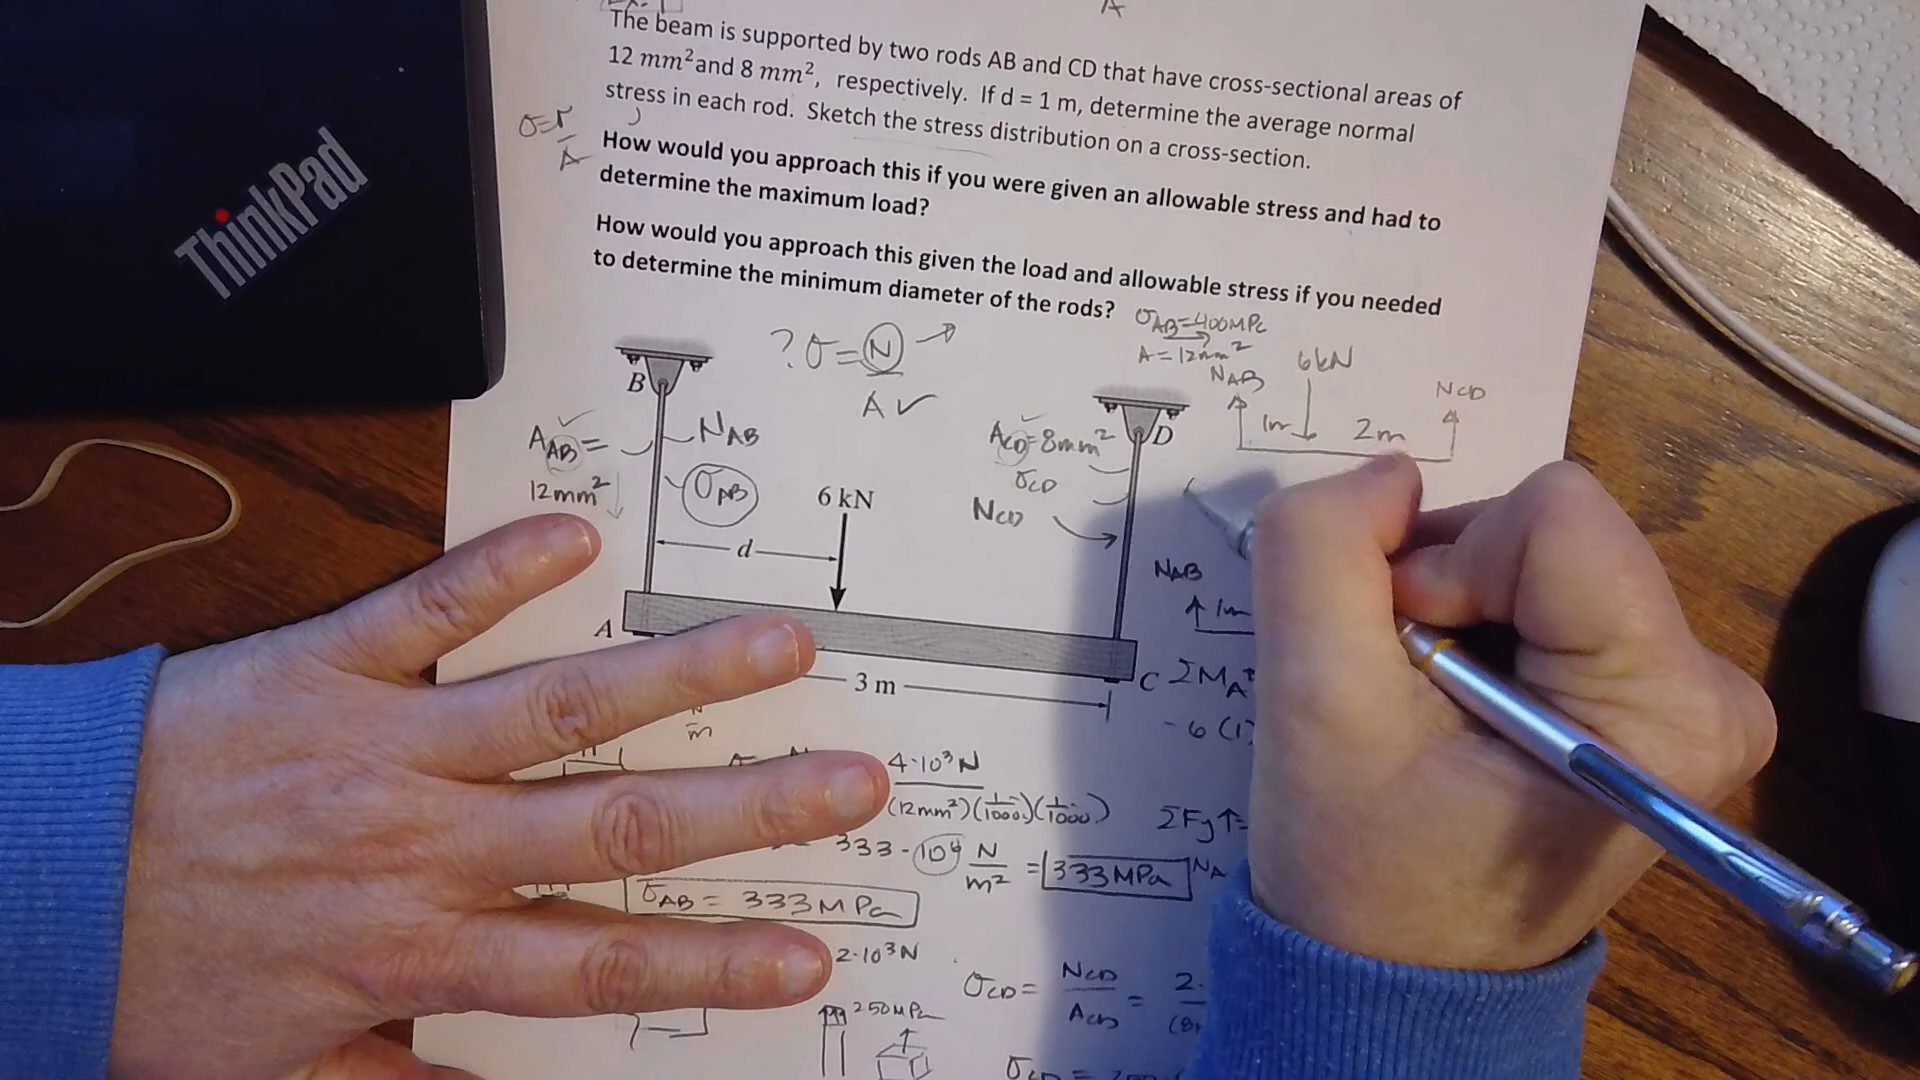 The beam is supported by two rods AB and CD that have cross-sectional areas of
12 mm² and 8 mm², respectively. If d = 1 m, determine the average normal
stress in each rod. Sketch the stress distribution on a cross-section.
How would you approach this if you were given an allowable stress and had to
determine the maximum load?
How would you approach this given the load and allowable stress if you needed
to determine the minimum diameter of the rods?
ThinkPad
? σ = N
A ✓
σAB = 400MPa
A = 12mm²
NAB
6kN
NCD
1m
2m
B
AAB =
12mm²
NAB
σAB
6 kN
d
ACD = 8mm²
σCD
NCD
D
A
3 m
C
NAB
ΣMA
- 6 (1)
4·10³N
(12mm²)(1/1000)(1/1000)
ΣFy↑=
N
m²
= 333MPa
σAB = 333MPa
2·10³N
σCD = NCD
ACD
=
250MPa